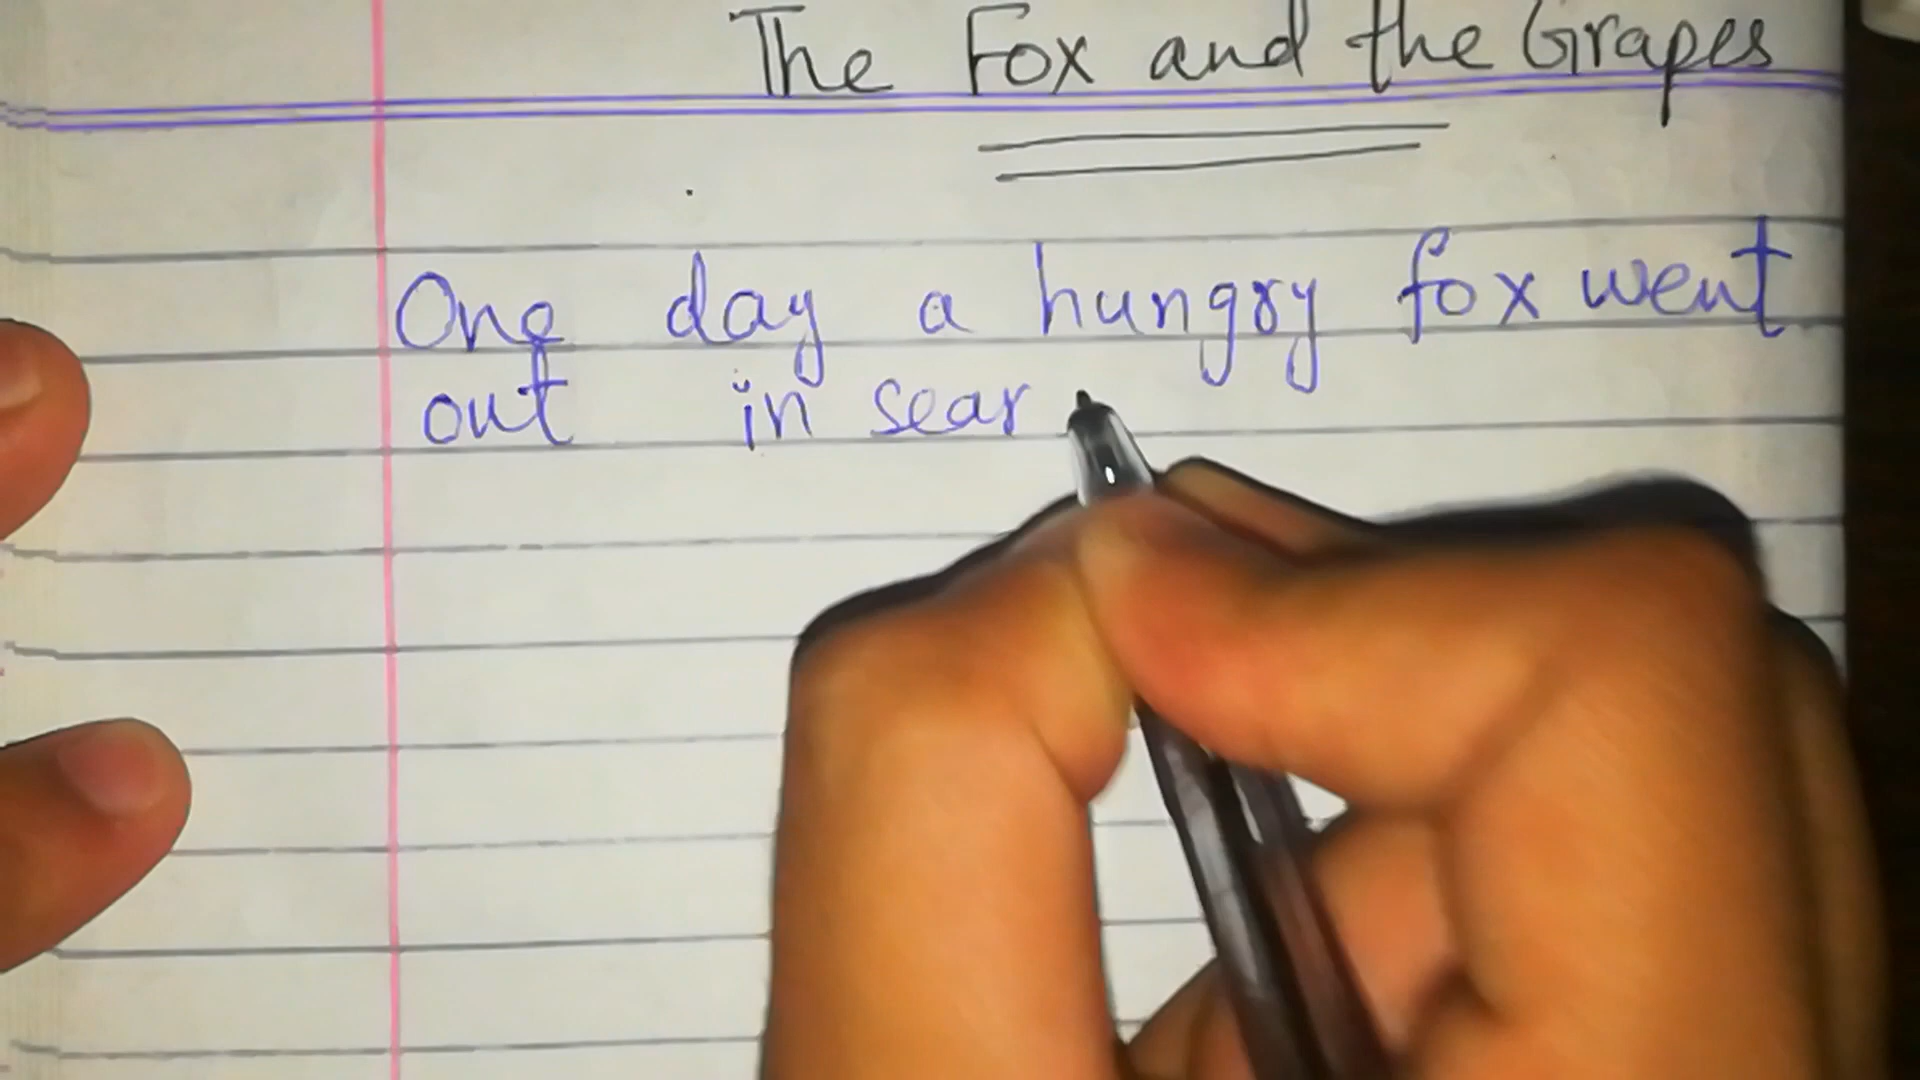 The Fox and the Grapes
One day a hungry fox went
out in sear